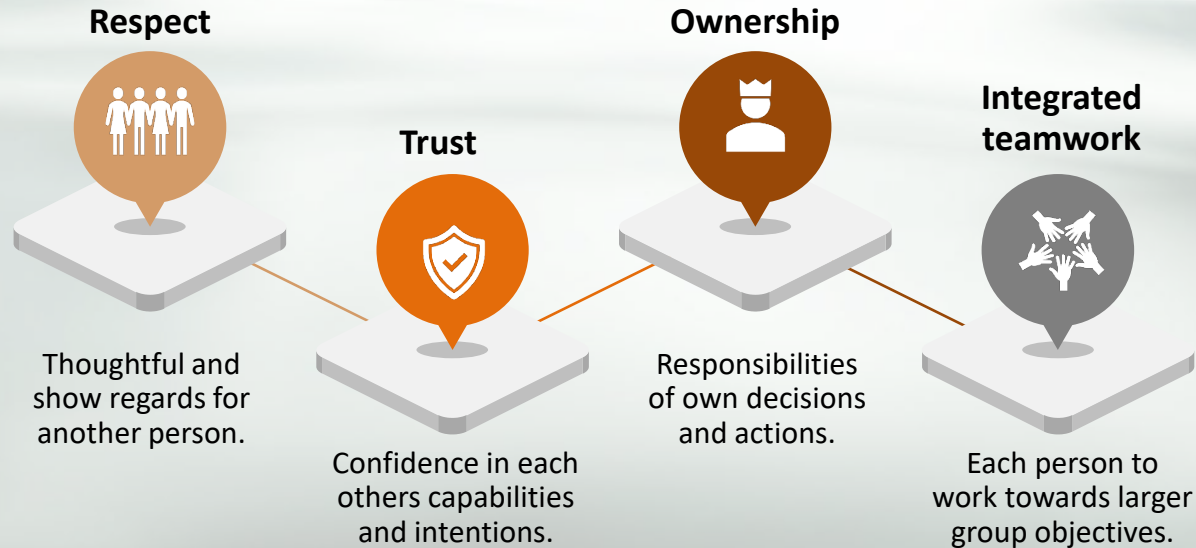 Respect
Thoughtful and
show regards for
another person.
Trust
Confidence in each
others capabilities
and intentions.
Ownership
Responsibilities
of own decisions
and actions.
Integrated
teamwork
Each person to
work towards larger
group objectives.